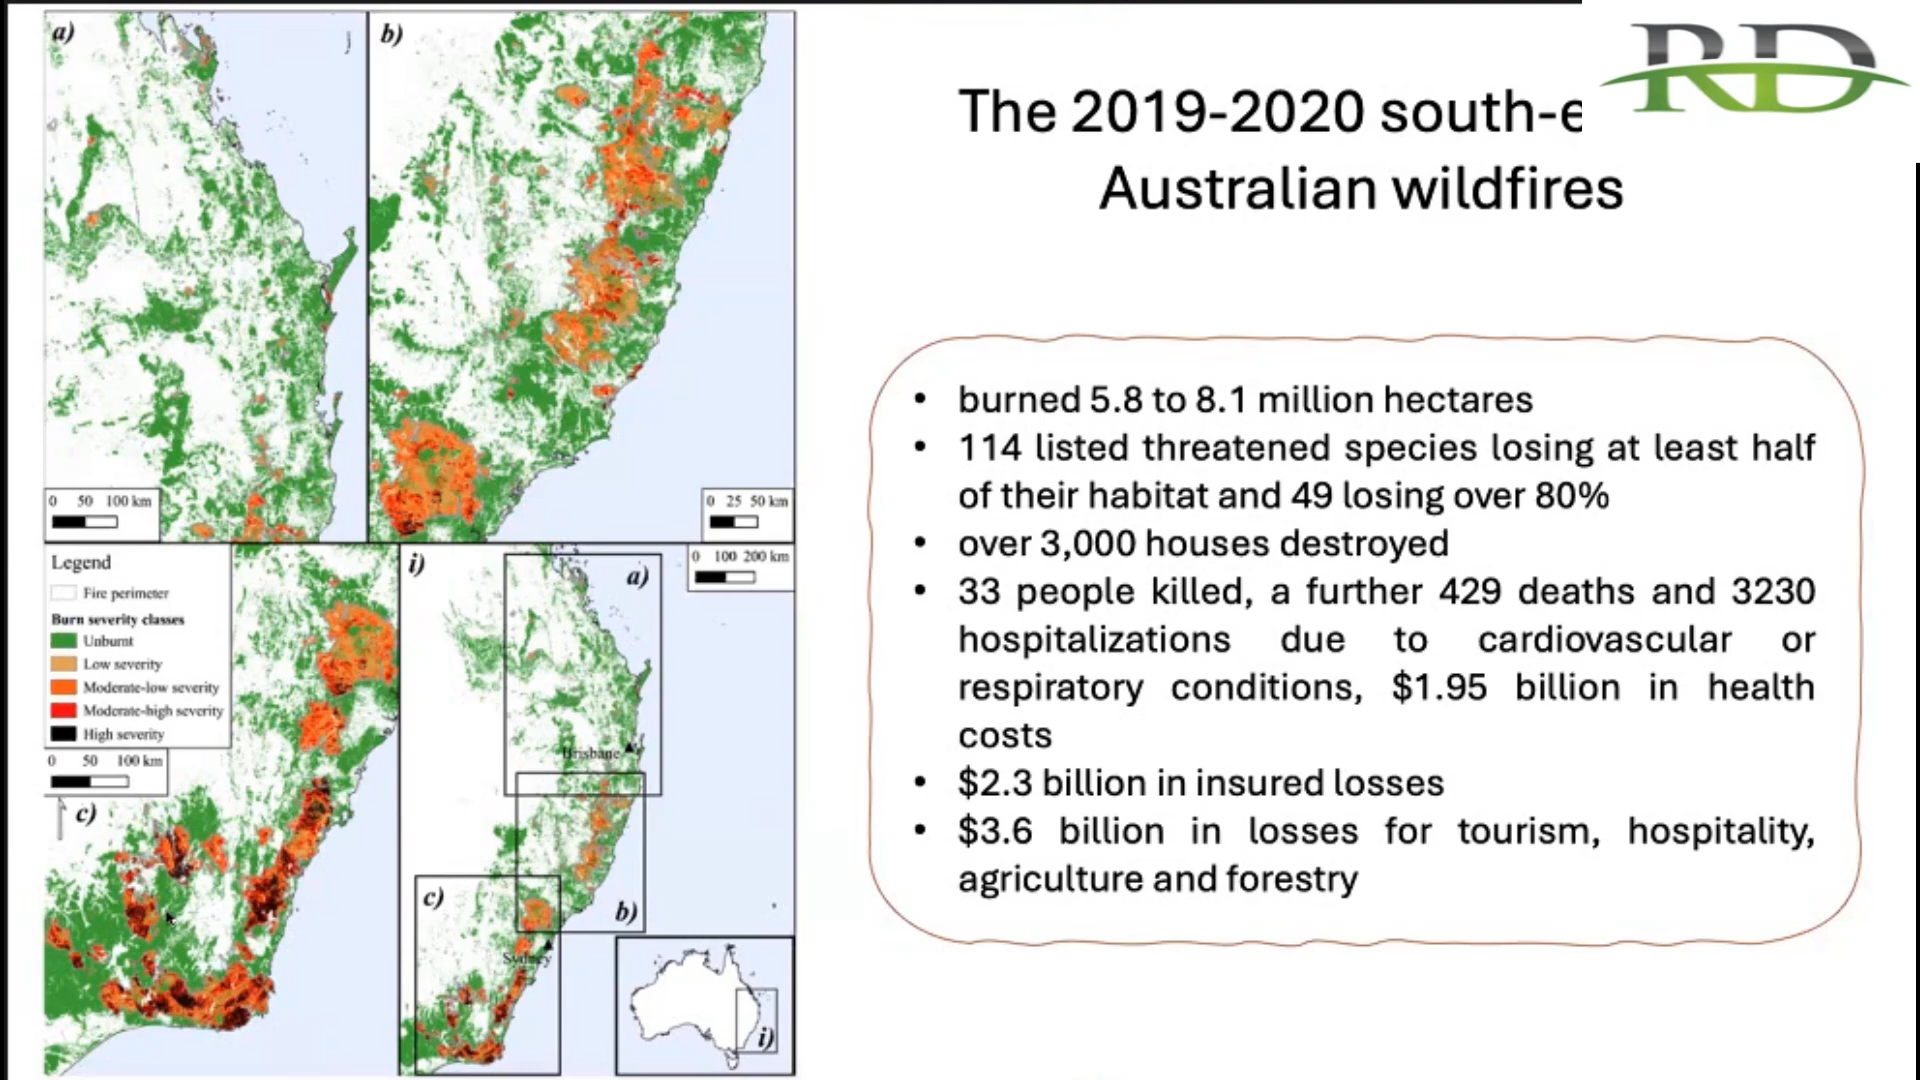 a)
b)
RD
The 2019-2020 south-e
Australian wildfires
burned 5.8 to 8.1 million hectares
114 listed threatened species losing at least half
of their habitat and 49 losing over 80%
over 3,000 houses destroyed
33 people killed, a further 429 deaths and 3230
hospitalizations due to cardiovascular or
respiratory conditions, $1.95 billion in health
costs
$2.3 billion in insured losses
$3.6 billion in losses for tourism, hospitality,
agriculture and forestry
0 50 100 km
0 25 50 km
Legend
Fire perimeter
Burn severity classes
Unburnt
Low severity
Moderate-low severity
Moderate-high severity
High severity
0 50 100 km
c)
i)
a)
0 100 200 km
Brisbane
c)
b)
Sydney
i)